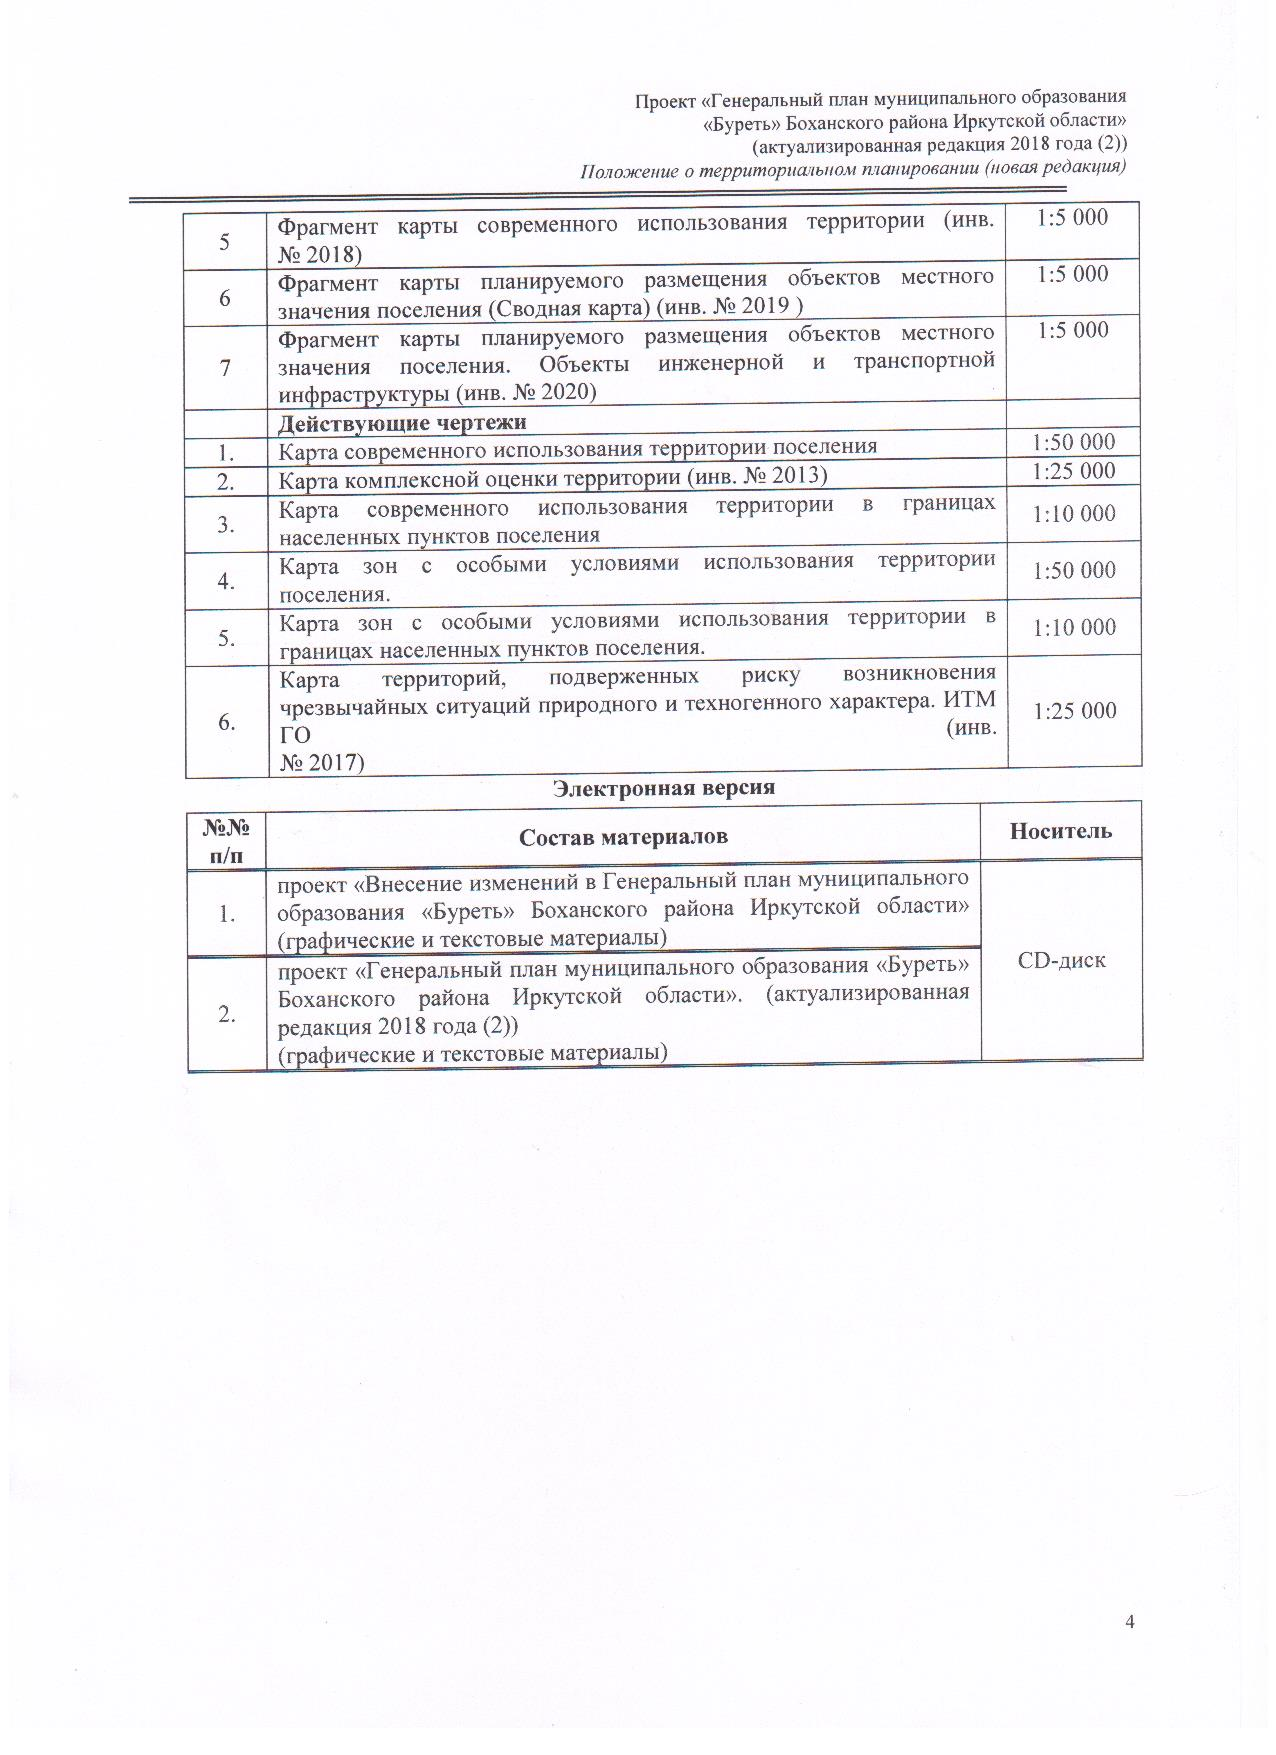 Проект «Генеральный план муниципального образования
«Буреть» Боханского района Иркутской области»
(актуализированная редакция 2018 года (2))
Положение о территориальном планировании (новая редакция)
5
Фрагмент карты современного использования территории (инв.
№ 2018)
1:5 000
6
Фрагмент карты планируемого размещения объектов местного
значения поселения (Сводная карта) (инв. № 2019 )
1:5 000
7
Фрагмент карты планируемого размещения объектов местного
значения поселения. Объекты инженерной и транспортной
инфраструктуры (инв. № 2020)
1:5 000
Действующие чертежи
1.
Карта современного использования территории поселения
1:50 000
2.
Карта комплексной оценки территории (инв. № 2013)
1:25 000
3.
Карта современного использования территории в границах
населенных пунктов поселения
1:10 000
4.
Карта зон с особыми условиями использования территории
поселения.
1:50 000
5.
Карта зон с особыми условиями использования территории в
границах населенных пунктов поселения.
1:10 000
6.
Карта территорий, подверженных риску возникновения
чрезвычайных ситуаций природного и техногенного характера. ИТМ
ГО (инв.
№ 2017)
1:25 000
Электронная версия
№№
п/п
Состав материалов
Носитель
1.
проект «Внесение изменений в Генеральный план муниципального
образования «Буреть» Боханского района Иркутской области»
(графические и текстовые материалы)
CD-диск
2.
проект «Генеральный план муниципального образования «Буреть»
Боханского района Иркутской области». (актуализированная
редакция 2018 года (2))
(графические и текстовые материалы)
4